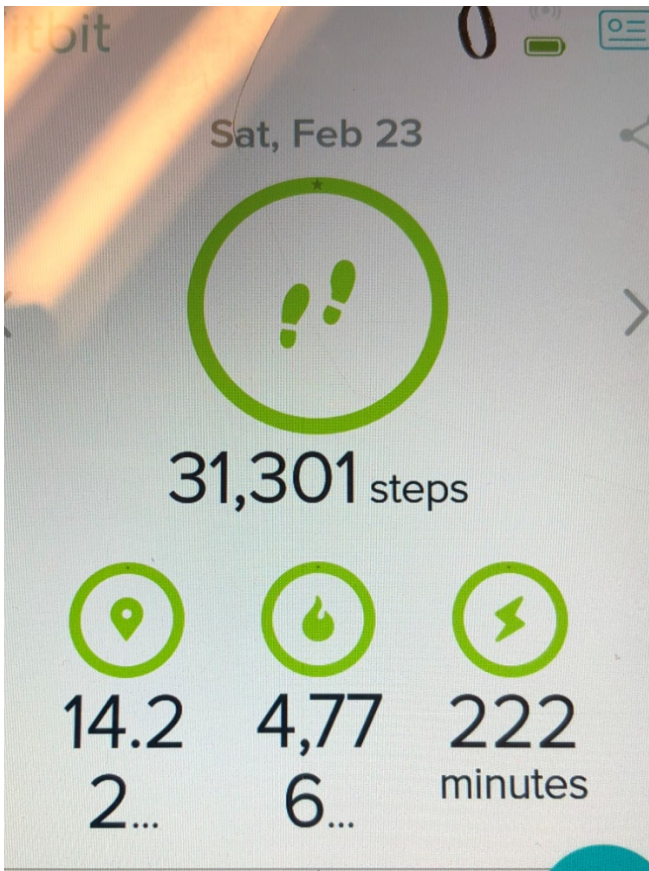 itbit
Sat, Feb 23
31,301 steps
14.2 4,77 222
2... 6... minutes